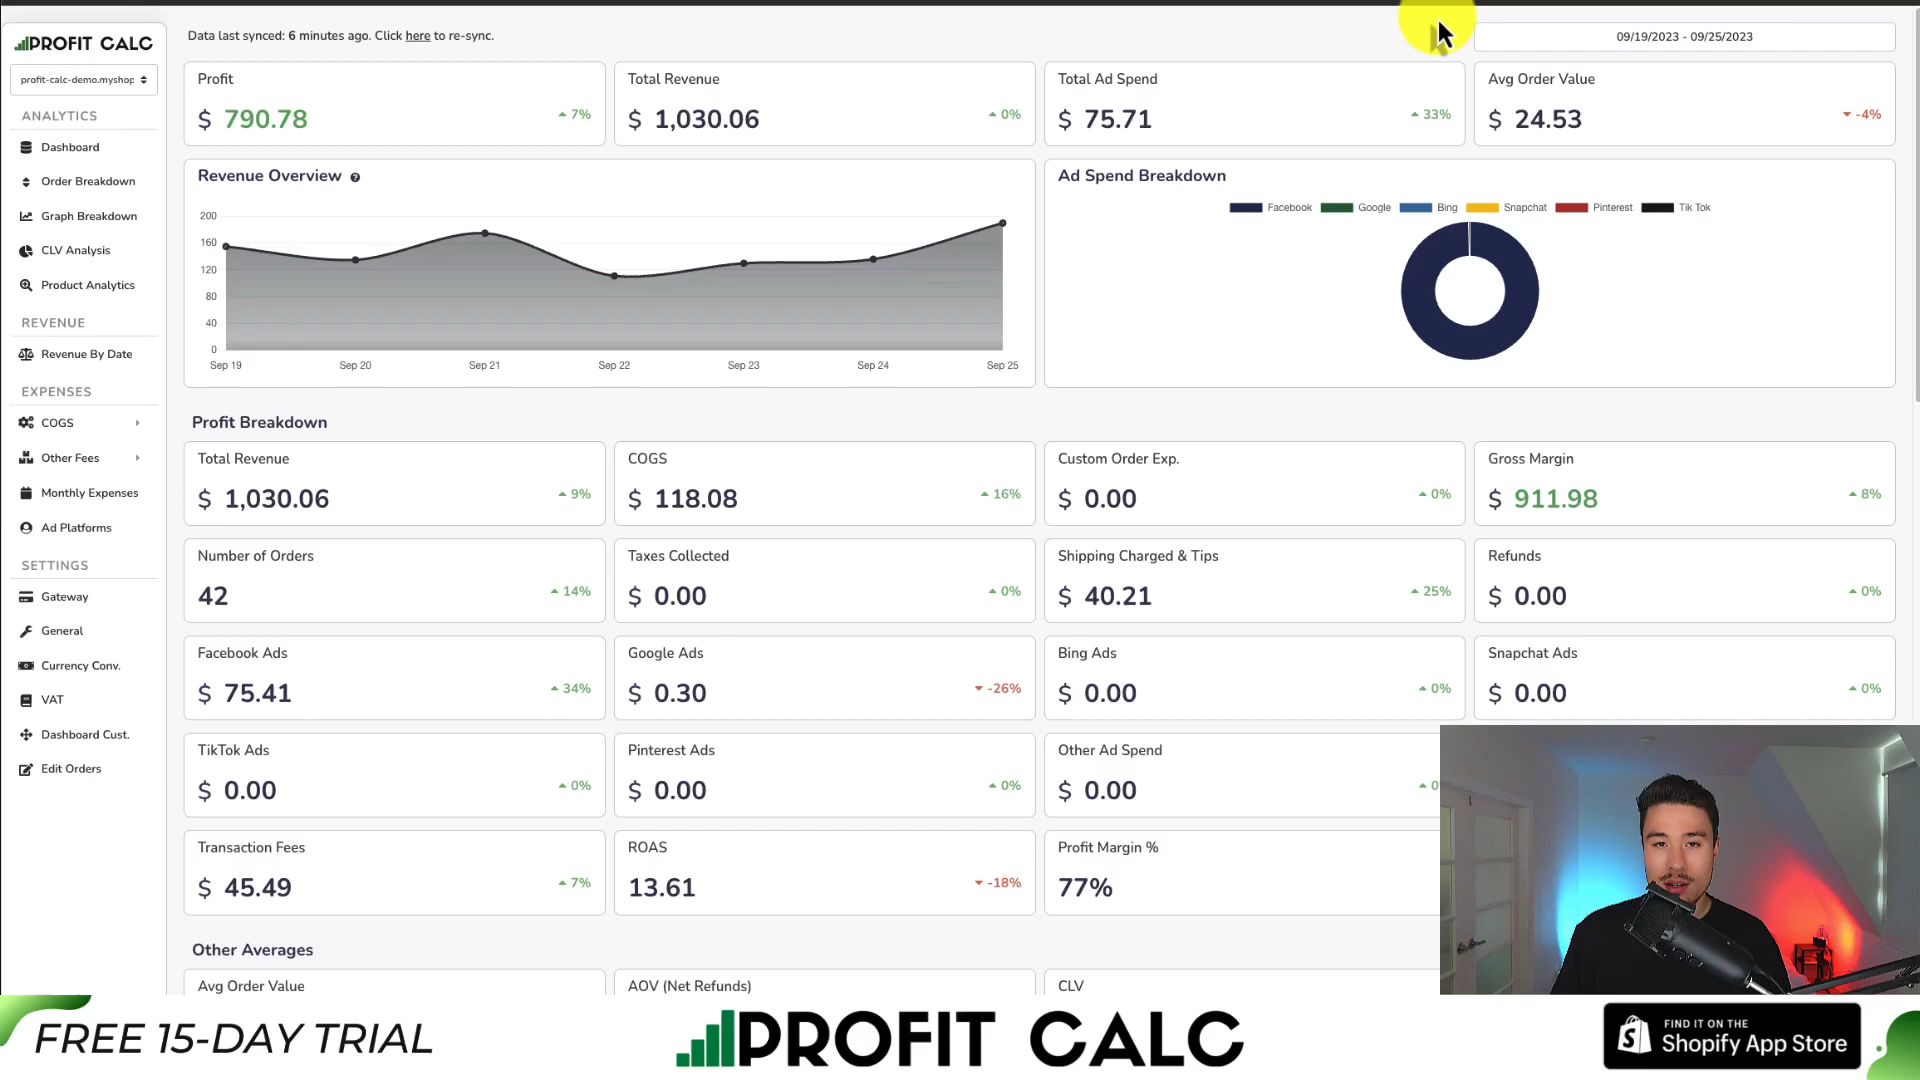 PROFIT CALC
profit-calc-demo.myshop
ANALYTICS
Dashboard
Order Breakdown
Graph Breakdown
CLV Analysis
Product Analytics
REVENUE
Revenue By Date
EXPENSES
COGS
Other Fees
Monthly Expenses
Ad Platforms
SETTINGS
Gateway
General
Currency Conv.
VAT
Dashboard Cust.
Edit Orders
Data last synced: 6 minutes ago. Click here to re-sync.
09/19/2023 - 09/25/2023
Profit
$ 790.78
7%
Total Revenue
$ 1,030.06
0%
Total Ad Spend
$ 75.71
33%
Avg Order Value
$ 24.53
-4%
Revenue Overview
200
160
120
80
40
0
Sep 19 Sep 20 Sep 21 Sep 22 Sep 23 Sep 24 Sep 25
Ad Spend Breakdown
Facebook Google Bing Snapchat Pinterest Tik Tok
Profit Breakdown
Total Revenue
$ 1,030.06
9%
COGS
$ 118.08
16%
Custom Order Exp.
$ 0.00
0%
Gross Margin
$ 911.98
8%
Number of Orders
42
14%
Taxes Collected
$ 0.00
0%
Shipping Charged & Tips
$ 40.21
25%
Refunds
$ 0.00
0%
Facebook Ads
$ 75.41
34%
Google Ads
$ 0.30
-26%
Bing Ads
$ 0.00
0%
Snapchat Ads
$ 0.00
0%
TikTok Ads
$ 0.00
0%
Pinterest Ads
$ 0.00
0%
Other Ad Spend
$ 0.00
0
Transaction Fees
$ 45.49
7%
ROAS
13.61
-18%
Profit Margin %
77%
Other Averages
Avg Order Value
AOV (Net Refunds)
CLV
FREE 15-DAY TRIAL
PROFIT CALC
FIND IT ON THE
Shopify App Store